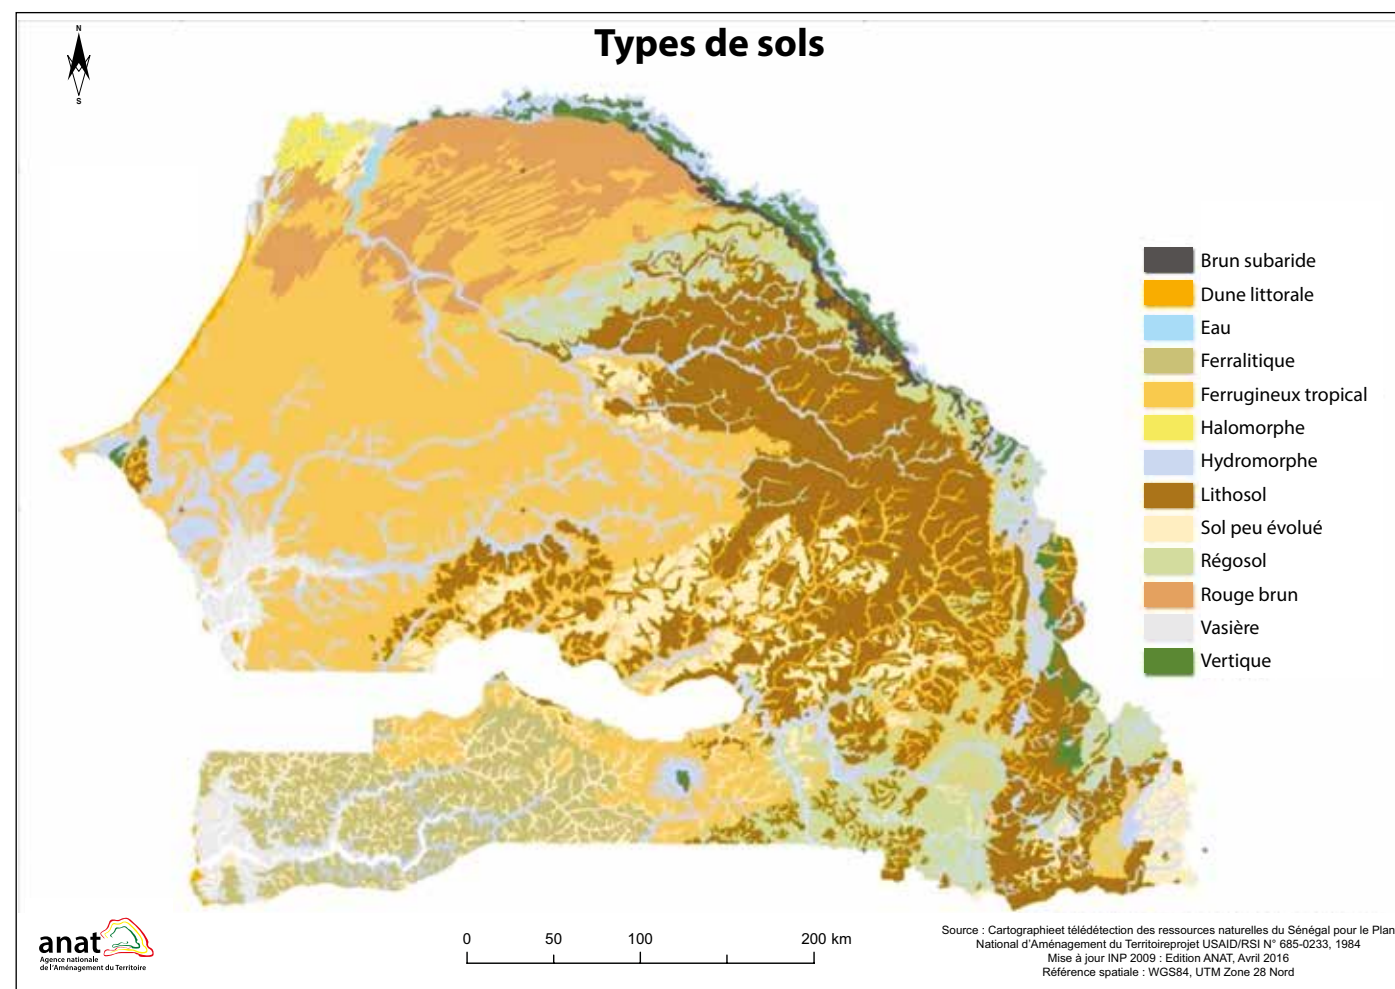 Types de sols
N
S
Brun subaride
Dune littorale
Eau
Ferralitique
Ferrugineux tropical
Halomorphe
Hydromorphe
Lithosol
Sol peu évolué
Régosol
Rouge brun
Vasière
Vertique
anat
Agence nationale
de l'Aménagement du Territoire
0 50 100 200 km
Source : Cartographieet télédétection des ressources naturelles du Sénégal pour le Plan
National d'Aménagement du Territoireprojet USAID/RSI N° 685-0233, 1984
Mise à jour INP 2009 : Edition ANAT, Avril 2016
Référence spatiale : WGS84, UTM Zone 28 Nord